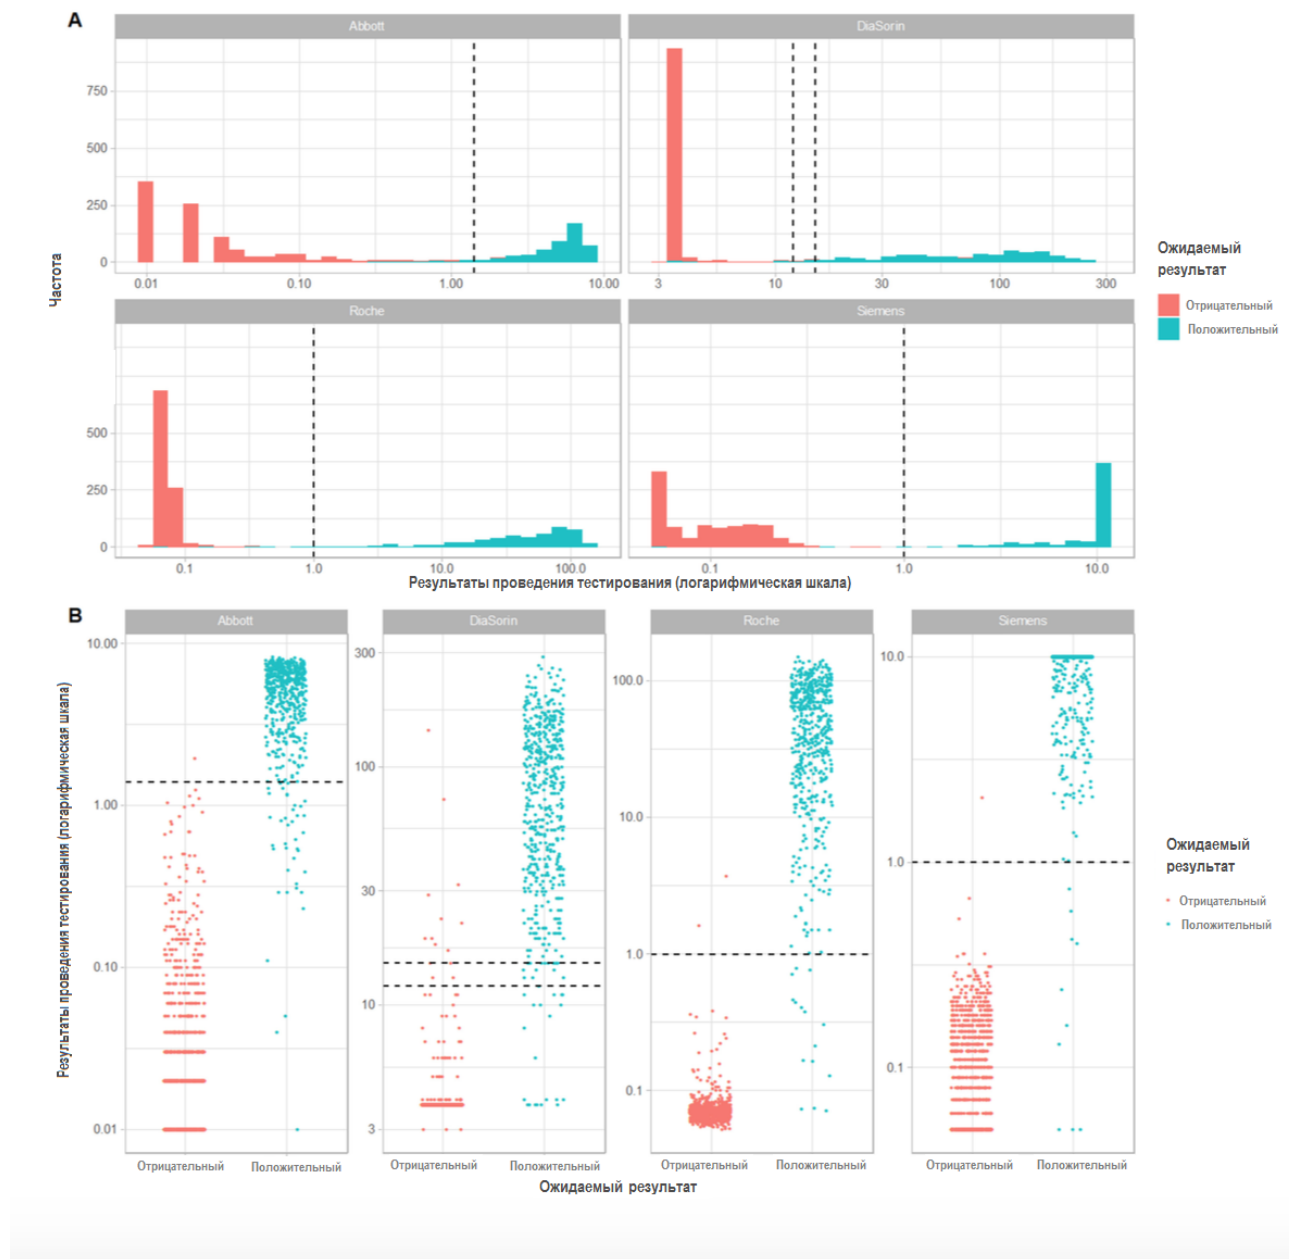 A
Abbott
DiaSorin
Частота
750
500
250
0
0.01
0.10
1.00
10.00
3
10
30
100
300
Ожидаемый
результат
Отрицательный
Положительный
Roche
Siemens
500
250
0
0.1
1.0
10.0
100.0
0.1
1.0
10.0
Результаты проведения тестирования (логарифмическая шкала)
B
Abbott
DiaSorin
Roche
Siemens
Результаты проведения тестирования (логарифмическая шкала)
10.00
1.00
0.10
0.01
300
100
30
10
3
100.0
10.0
1.0
0.1
10.0
1.0
0.1
Ожидаемый
результат
Отрицательный
Положительный
Отрицательный
Положительный
Отрицательный
Положительный
Отрицательный
Положительный
Отрицательный
Положительный
Ожидаемый результат